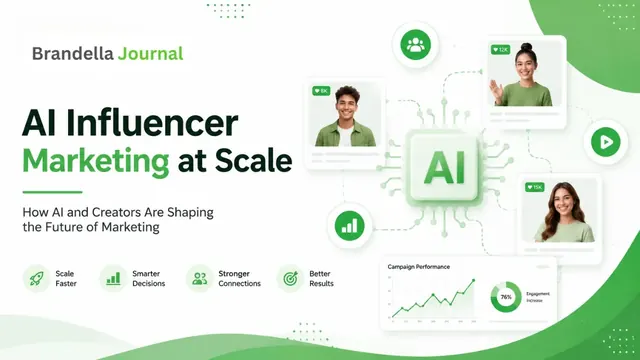 Brandella Journal
AI Influencer
Marketing at Scale
How AI and Creators Are Shaping
the Future of Marketing
Scale
Faster
Smarter
Decisions
Stronger
Connections
Better
Results
12K
AI
15K
Campaign Performance
76%
Engagement
Increase